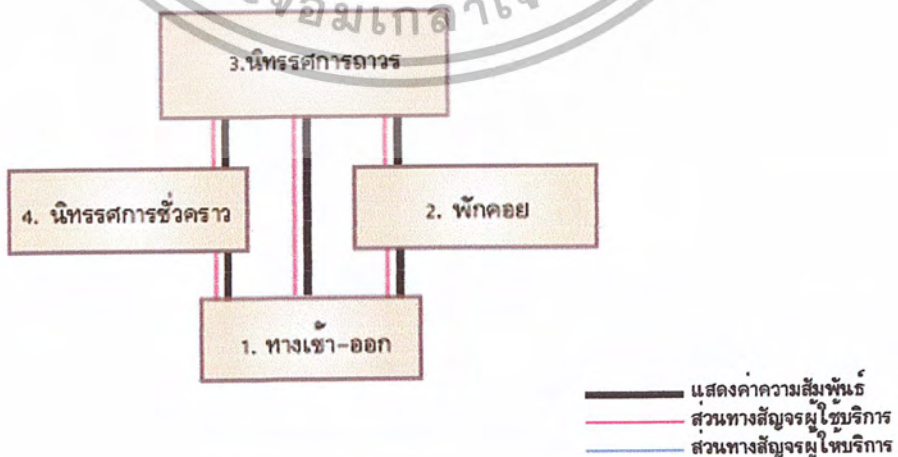 3.นิทรรศการถาวร
4. นิทรรศการชั่วคราว
2. พักคอย
1. ทางเข้า-ออก
แสดงค่าความสัมพันธ์
ส่วนทางสัญจรผู้ใช้บริการ
ส่วนทางสัญจรผู้ให้บริการ